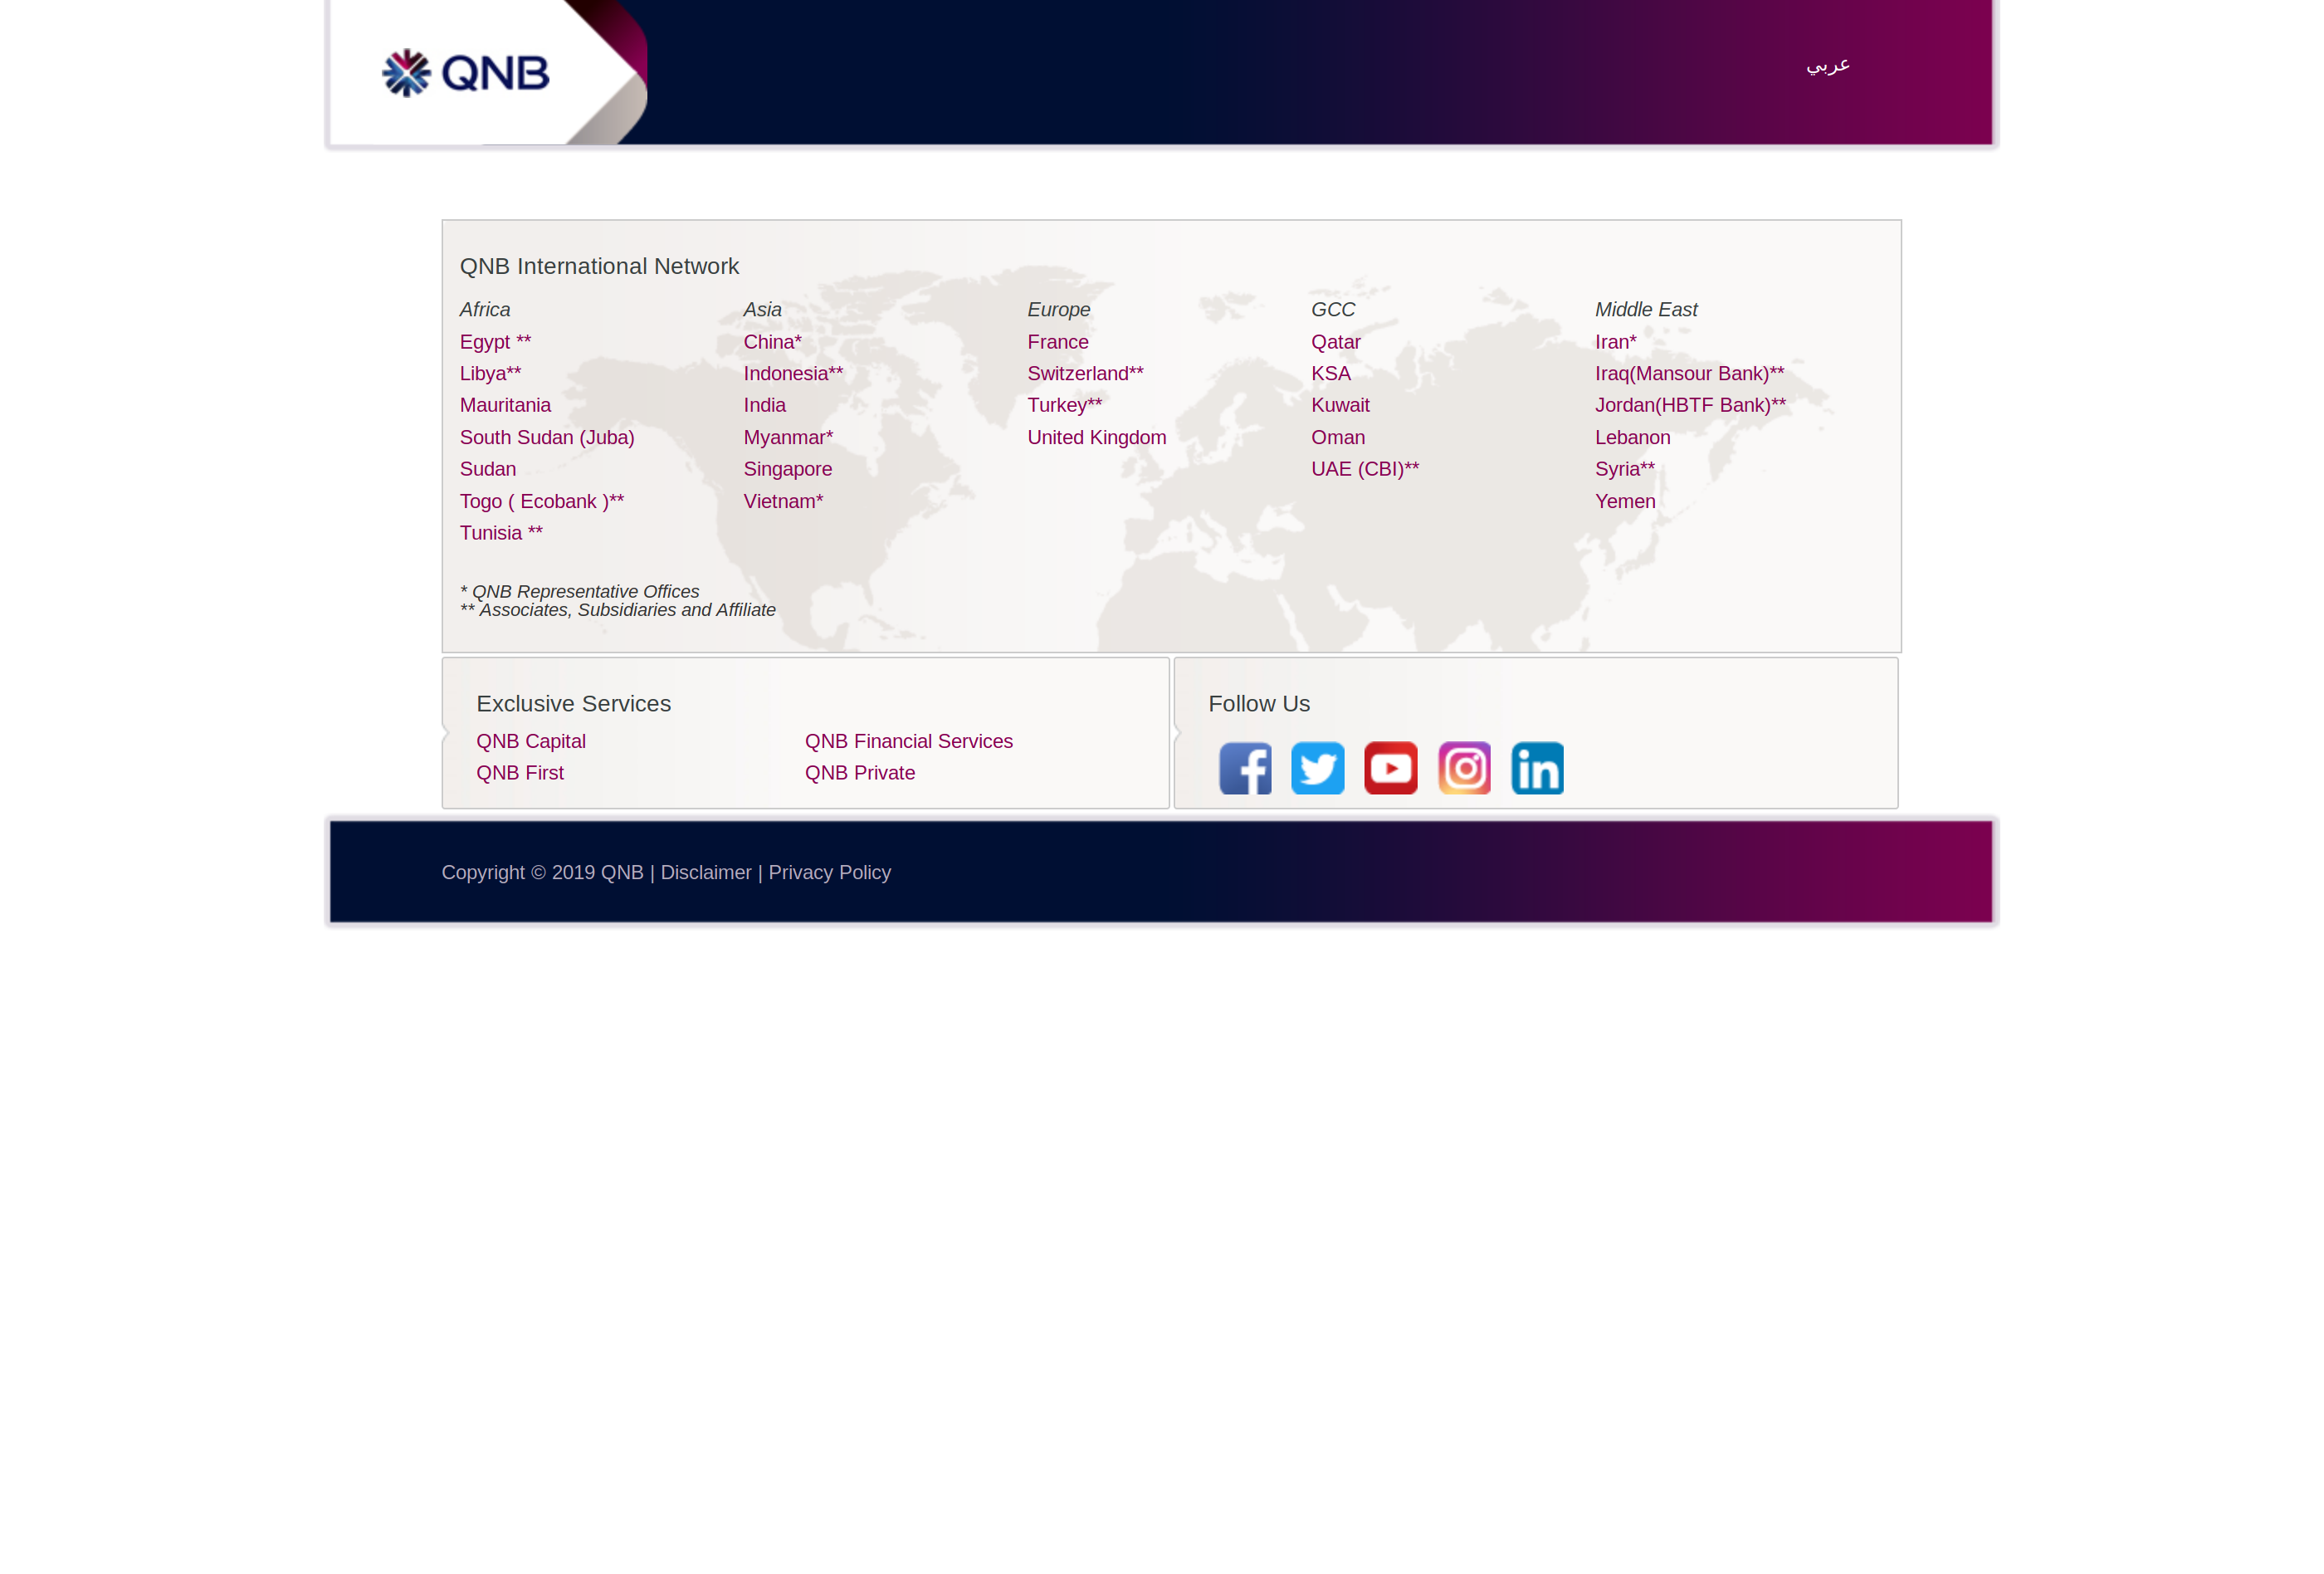 QNB
عربي
QNB International Network
Africa
Egypt **
Libya**
Mauritania
South Sudan (Juba)
Sudan
Togo ( Ecobank )**
Tunisia **
Asia
China*
Indonesia**
India
Myanmar*
Singapore
Vietnam*
Europe
France
Switzerland**
Turkey**
United Kingdom
GCC
Qatar
KSA
Kuwait
Oman
UAE (CBI)**
Middle East
Iran*
Iraq(Mansour Bank)**
Jordan(HBTF Bank)**
Lebanon
Syria**
Yemen
* QNB Representative Offices
** Associates, Subsidiaries and Affiliate
Exclusive Services
QNB Capital
QNB First
QNB Financial Services
QNB Private
Follow Us
Copyright © 2019 QNB | Disclaimer | Privacy Policy